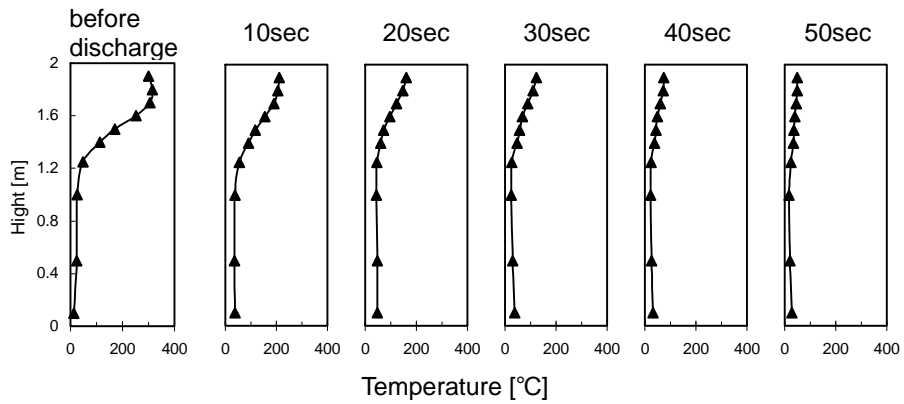 before
discharge
10sec
20sec
30sec
40sec
50sec
2
1.6
1.2
0.8
0.4
0
Hight [m]
0 200 400
0 200 400
0 200 400
0 200 400
0 200 400
0 200 400
Temperature [°C]